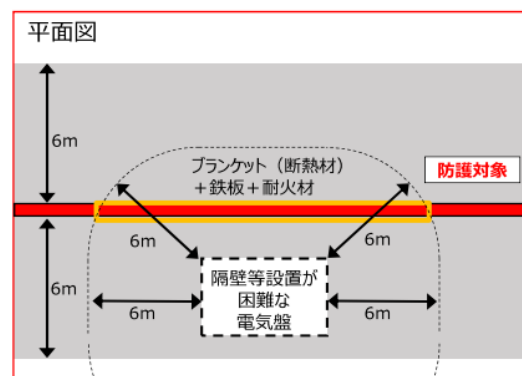 平面図
6m
ブランケット（断熱材）
＋鉄板＋耐火材
防護対象
6m
6m
6m
隔壁等設置が
困難な
電気盤
6m
6m